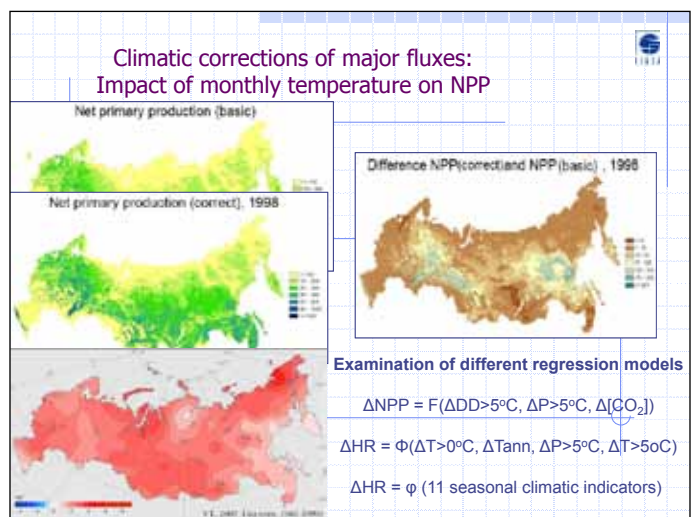 Climatic corrections of major fluxes:
Impact of monthly temperature on NPP
IIASA
Net primary production (basic)
Net primary production (correct), 1998
Difference NPP(correct)and NPP(basic) , 1998
Examination of different regression models
ΔNPP = F(ΔDD>5°C, ΔP>5°C, Δ[CO₂])
ΔHR = Φ(ΔT>0°C, ΔTann, ΔP>5°C, ΔT>5oC)
ΔHR = φ (11 seasonal climatic indicators)